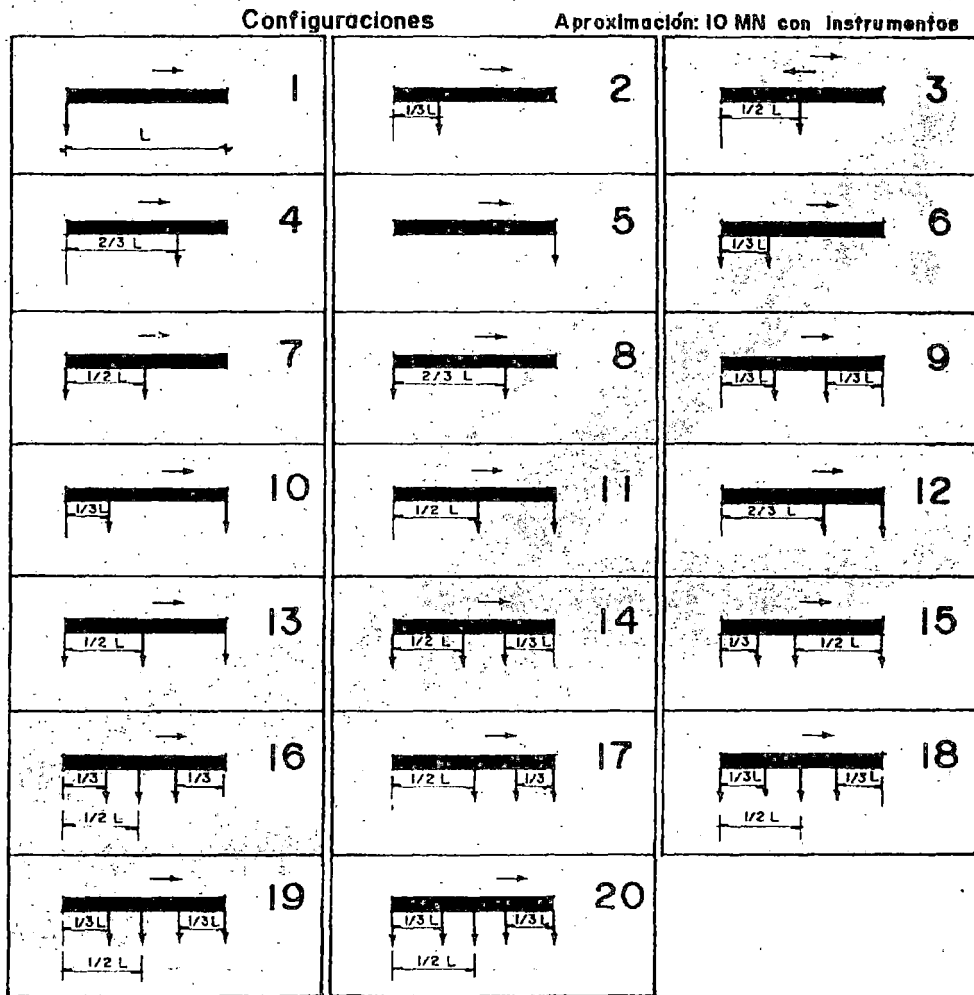 Configuraciones
Aproximación: 10 MN con instrumentos
1
L
2
1/3 L
3
1/2 L
4
2/3 L
5
6
1/3 L
7
1/2 L
8
2/3 L
9
1/3 L
1/3 L
10
1/3 L
11
1/2 L
12
2/3 L
13
1/2 L
14
1/2 L
1/3 L
15
1/3
1/2 L
16
1/3
1/3
1/2 L
17
1/2 L
1/3
18
1/3 L
1/3 L
1/2 L
19
1/3 L
1/3 L
1/2 L
20
1/3 L
1/3 L
1/2 L